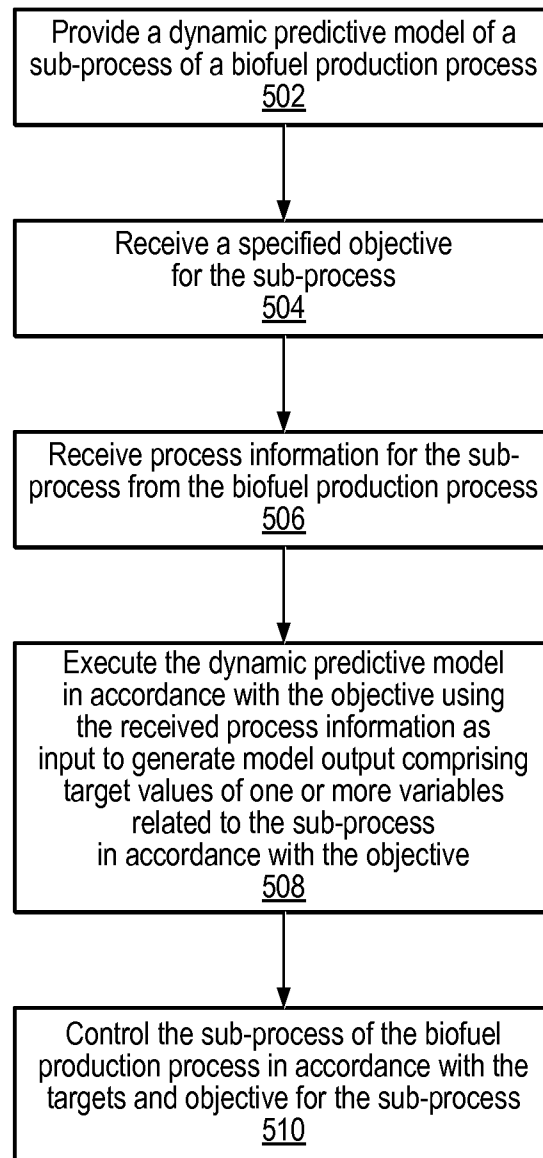 Provide a dynamic predictive model of a
sub-process of a biofuel production process
502
Receive a specified objective
for the sub-process
504
Receive process information for the sub-
process from the biofuel production process
506
Execute the dynamic predictive model
in accordance with the objective using
the received process information as
input to generate model output comprising
target values of one or more variables
related to the sub-process
in accordance with the objective
508
Control the sub-process of the biofuel
production process in accordance with the
targets and objective for the sub-process
510